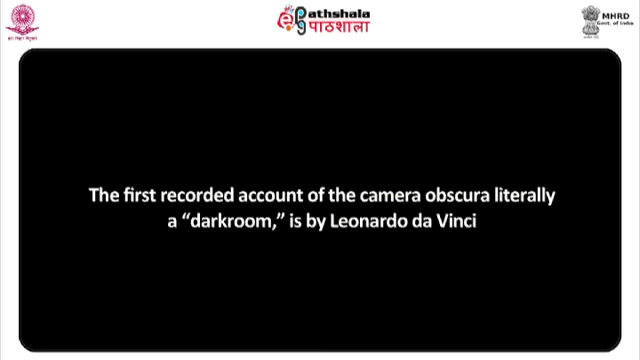 Pathshala
पाठशाला
MHRD
Govt. of India
The first recorded account of the camera obscura literally
a “darkroom,” is by Leonardo da Vinci